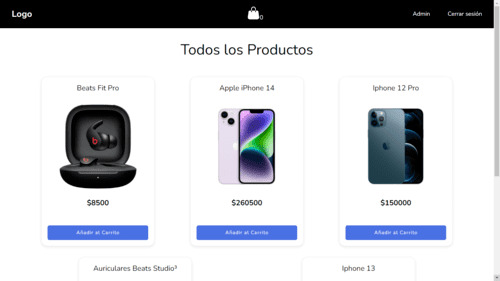 Logo
0
Admin
Cerrar sesión
Todos los Productos
Beats Fit Pro
Apple iPhone 14
Iphone 12 Pro
$8500
$260500
$150000
Añadir al Carrito
Añadir al Carrito
Añadir al Carrito
Auriculares Beats Studio³
Iphone 13